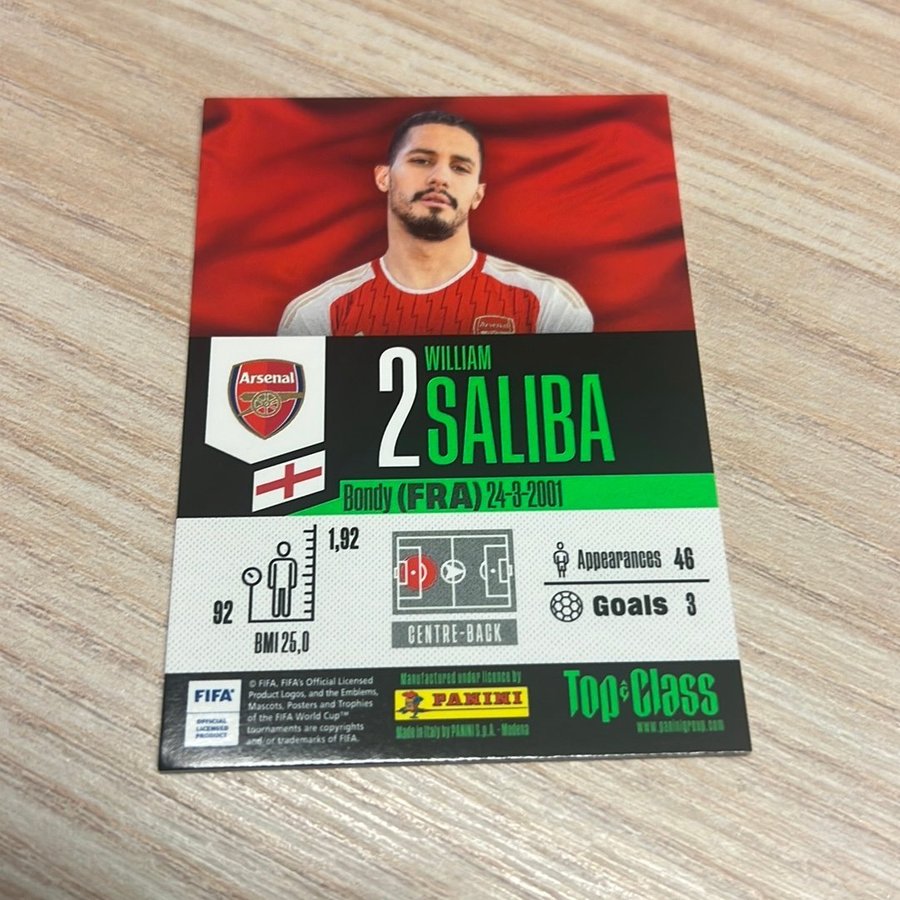 Arsenal
Arsenal
2 WILLIAM
SALIBA
Bondy (FRA) 24-3-2001
1,92
92
BMI 25,0
CENTRE-BACK
Appearances 46
Goals 3
FIFA®
OFFICIAL
LICENSED
PRODUCT
© FIFA, FIFA's Official Licensed
Product Logos, and the Emblems,
Mascots, Posters and Trophies
of the FIFA World Cup™
tournaments are copyrights
and/or trademarks of FIFA.
Manufactured under licence by
PANINI
Made in Italy by PANINI S.p.A. - Modena
Top Class
www.paninigroup.com